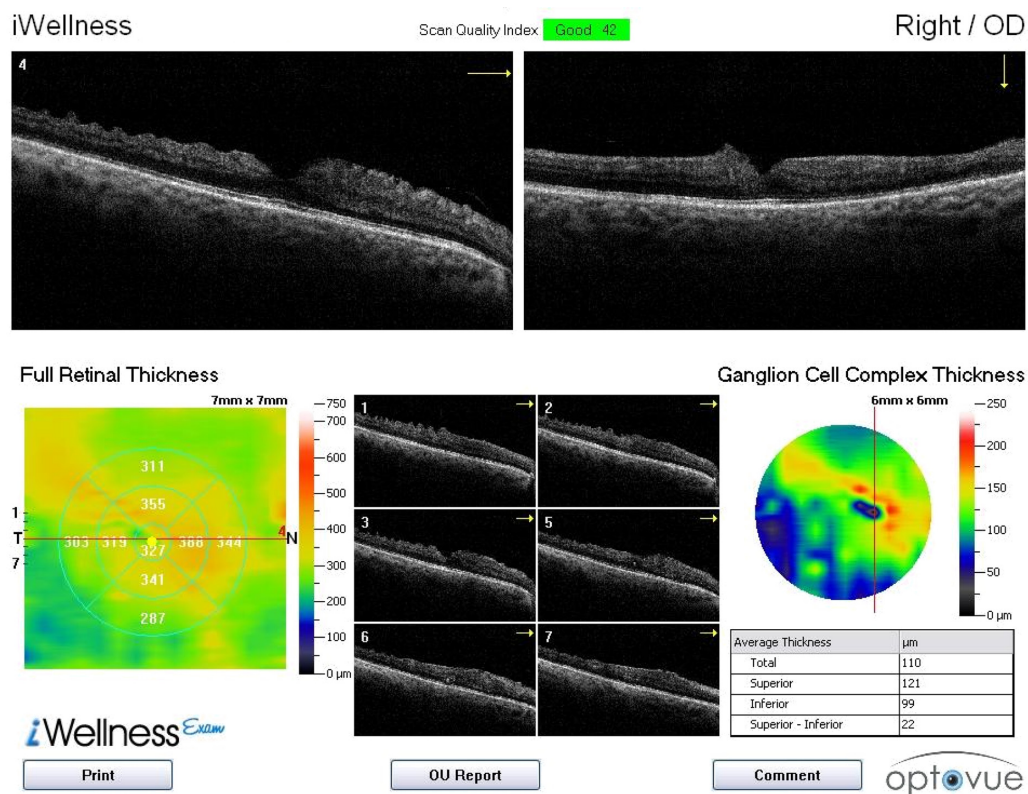 iWellness
Scan Quality Index
Good 42
Right / OD
4
Full Retinal Thickness
7mm x 7mm
311
355
303 319 327 366 344
341
287
1
T
7
4
N
750
700
600
500
400
300
200
100
0 µm
1
2
3
5
6
7
Ganglion Cell Complex Thickness
6mm x 6mm
250
200
150
100
50
0 µm
Average Thickness µm
Total 110
Superior 121
Inferior 99
Superior - Inferior 22
iWellness Exam
Print
OU Report
Comment
optovue